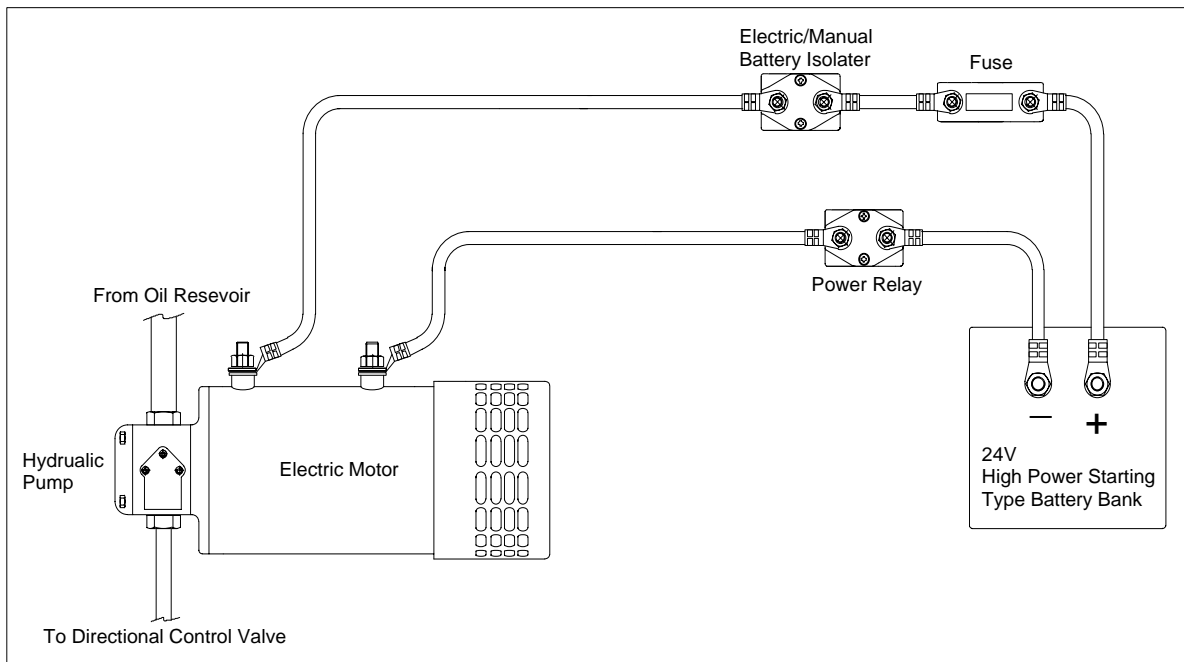 Electric/Manual
Battery Isolater
Fuse
Power Relay
From Oil Resevoir
Hydrualic
Pump
Electric Motor
To Directional Control Valve
– +
24V
High Power Starting
Type Battery Bank